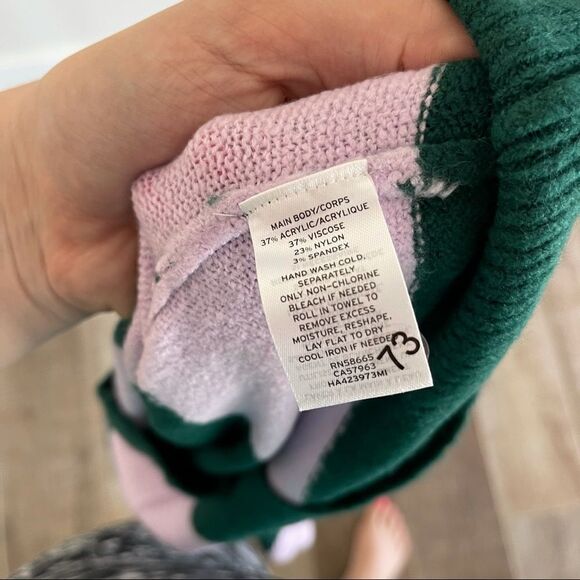 MAIN BODY/CORPS
37% ACRYLIC/ACRYLIQUE
37% VISCOSE
23% NYLON
3% SPANDEX
HAND WASH COLD.
SEPARATELY
ONLY NON-CHLORINE
BLEACH IF NEEDED
ROLL IN TOWEL TO
REMOVE EXCESS
MOISTURE, RESHAPE,
LAY FLAT TO DRY
COOL IRON IF NEEDED
RN58665
CA57963
HA423973MI
73